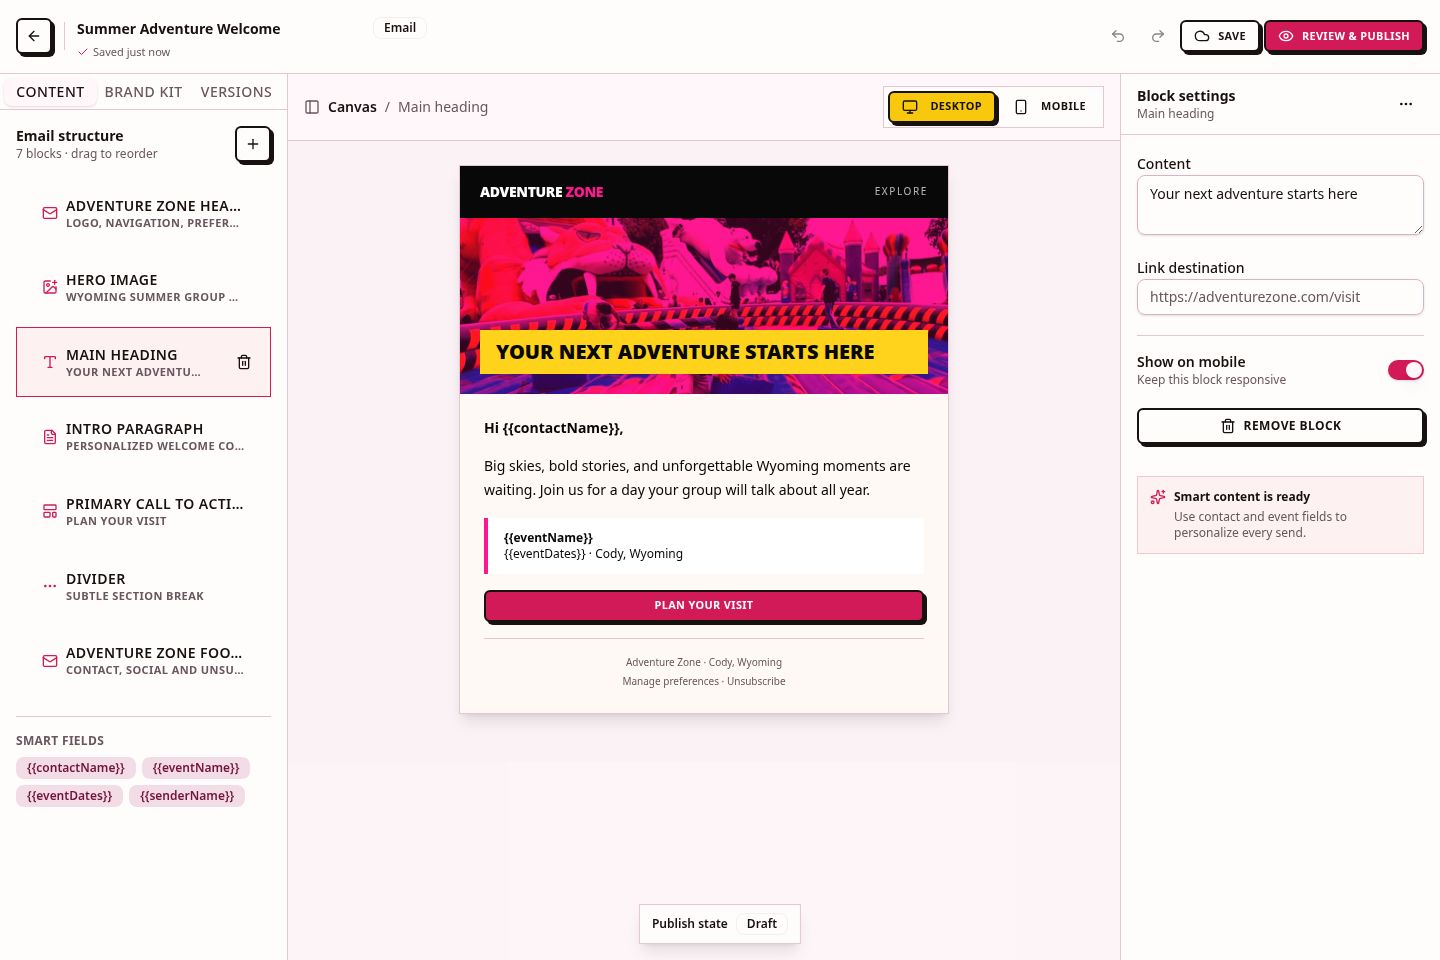 Summer Adventure Welcome
Saved just now
Email
SAVE
REVIEW & PUBLISH
CONTENT
BRAND KIT
VERSIONS
Email structure
7 blocks · drag to reorder
ADVENTURE ZONE HEA...
LOGO, NAVIGATION, PREFER...
HERO IMAGE
WYOMING SUMMER GROUP ...
MAIN HEADING
YOUR NEXT ADVENTU...
INTRO PARAGRAPH
PERSONALIZED WELCOME CO...
PRIMARY CALL TO ACTI...
PLAN YOUR VISIT
DIVIDER
SUBTLE SECTION BREAK
ADVENTURE ZONE FOO...
CONTACT, SOCIAL AND UNSU...
SMART FIELDS
{{contactName}}
{{eventName}}
{{eventDates}}
{{senderName}}
Canvas / Main heading
DESKTOP
MOBILE
ADVENTURE ZONE
EXPLORE
YOUR NEXT ADVENTURE STARTS HERE
Hi {{contactName}},
Big skies, bold stories, and unforgettable Wyoming moments are
waiting. Join us for a day your group will talk about all year.
{{eventName}}
{{eventDates}} · Cody, Wyoming
PLAN YOUR VISIT
Adventure Zone · Cody, Wyoming
Manage preferences · Unsubscribe
Publish state
Draft
Block settings
Main heading
Content
Your next adventure starts here
Link destination
https://adventurezone.com/visit
Show on mobile
Keep this block responsive
REMOVE BLOCK
Smart content is ready
Use contact and event fields to
personalize every send.